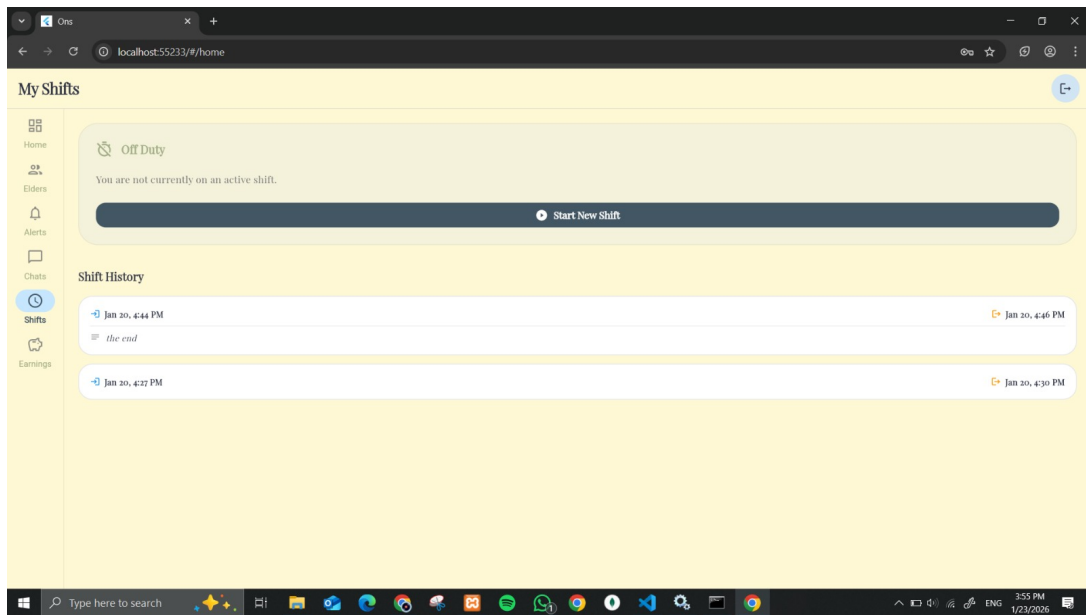 Ons
localhost:55233/#/home
My Shifts
Home
Elders
Alerts
Chats
Shifts
Earnings
Off Duty
You are not currently on an active shift.
Start New Shift
Shift History
Jan 20, 4:44 PM
Jan 20, 4:46 PM
the end
Jan 20, 4:27 PM
Jan 20, 4:30 PM
Type here to search
1
ENG
3:55 PM
1/23/2026